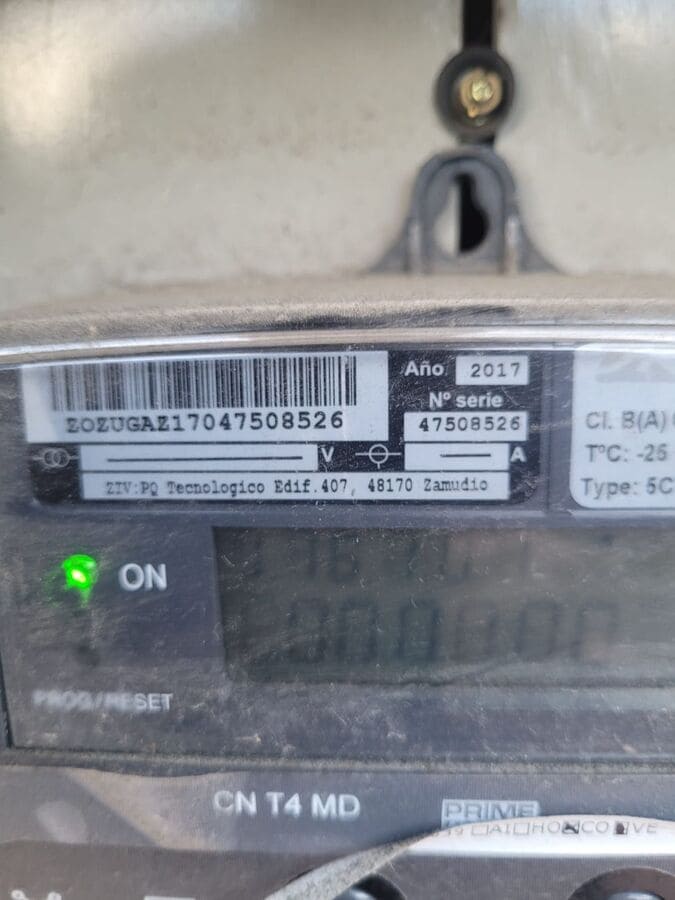 Año 2017
ZOZUGAZ17047508526
Nº serie
47508526
V
A
ZIV:PQ Tecnologico Edif.407, 48170 Zamudio
Cl. B(A)
TºC: -25
Type: 5C
ON
PROG/RESET
CN T4 MD
PRIME